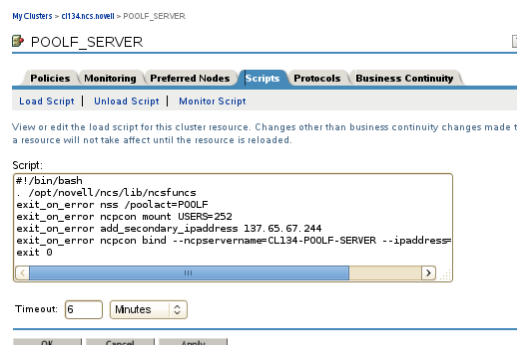 My Clusters > cl134.ncs.novell > POOLF_SERVER
POOLF_SERVER
Policies Monitoring Preferred Nodes Scripts Protocols Business Continuity
Load Script | Unload Script | Monitor Script
View or edit the load script for this cluster resource. Changes other than business continuity changes made t
a resource will not take affect until the resource is reloaded.
Script:
#!/bin/bash
. /opt/novell/ncs/lib/ncsfuncs
exit_on_error nss /poolact=POOLF
exit_on_error ncpcon mount USERS=252
exit_on_error add_secondary_ipaddress 137.65.67.244
exit_on_error ncpcon bind --ncpservername=CL134-POOLF-SERVER --ipaddress=
exit 0
Timeout: 6 Minutes
OK Cancel Apply